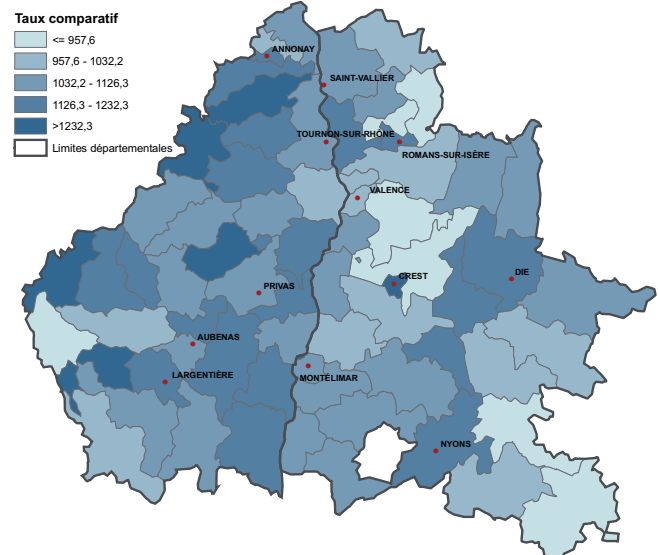 Taux comparatif
<= 957,6
957,6 - 1032,2
1032,2 - 1126,3
1126,3 - 1232,3
>1232,3
Limites départementales
ANNONAY
SAINT-VALLIER
TOURNON-SUR-RHÔNE
ROMANS-SUR-ISÈRE
VALENCE
CREST
DIE
PRIVAS
AUBENAS
LARGENTIÈRE
MONTÉLIMAR
NYONS